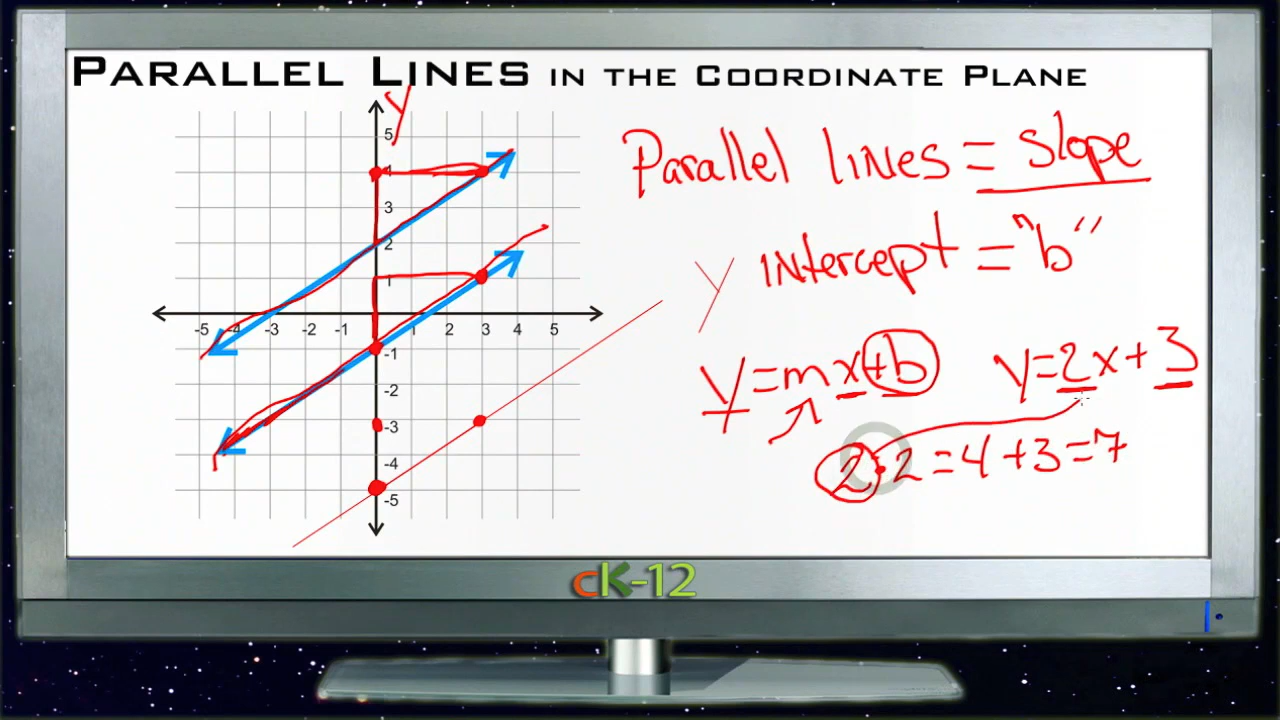 PARALLEL LINES IN THE COORDINATE PLANE
y
5
4
3
2
1
-5 -4 -3 -2 -1 1 2 3 4 5
-1
-2
-3
-4
-5
Parallel lines = slope
y intercept = "b"
y = mx + b
y = 2x + 3
2 · 2 = 4 + 3 = 7
cK-12